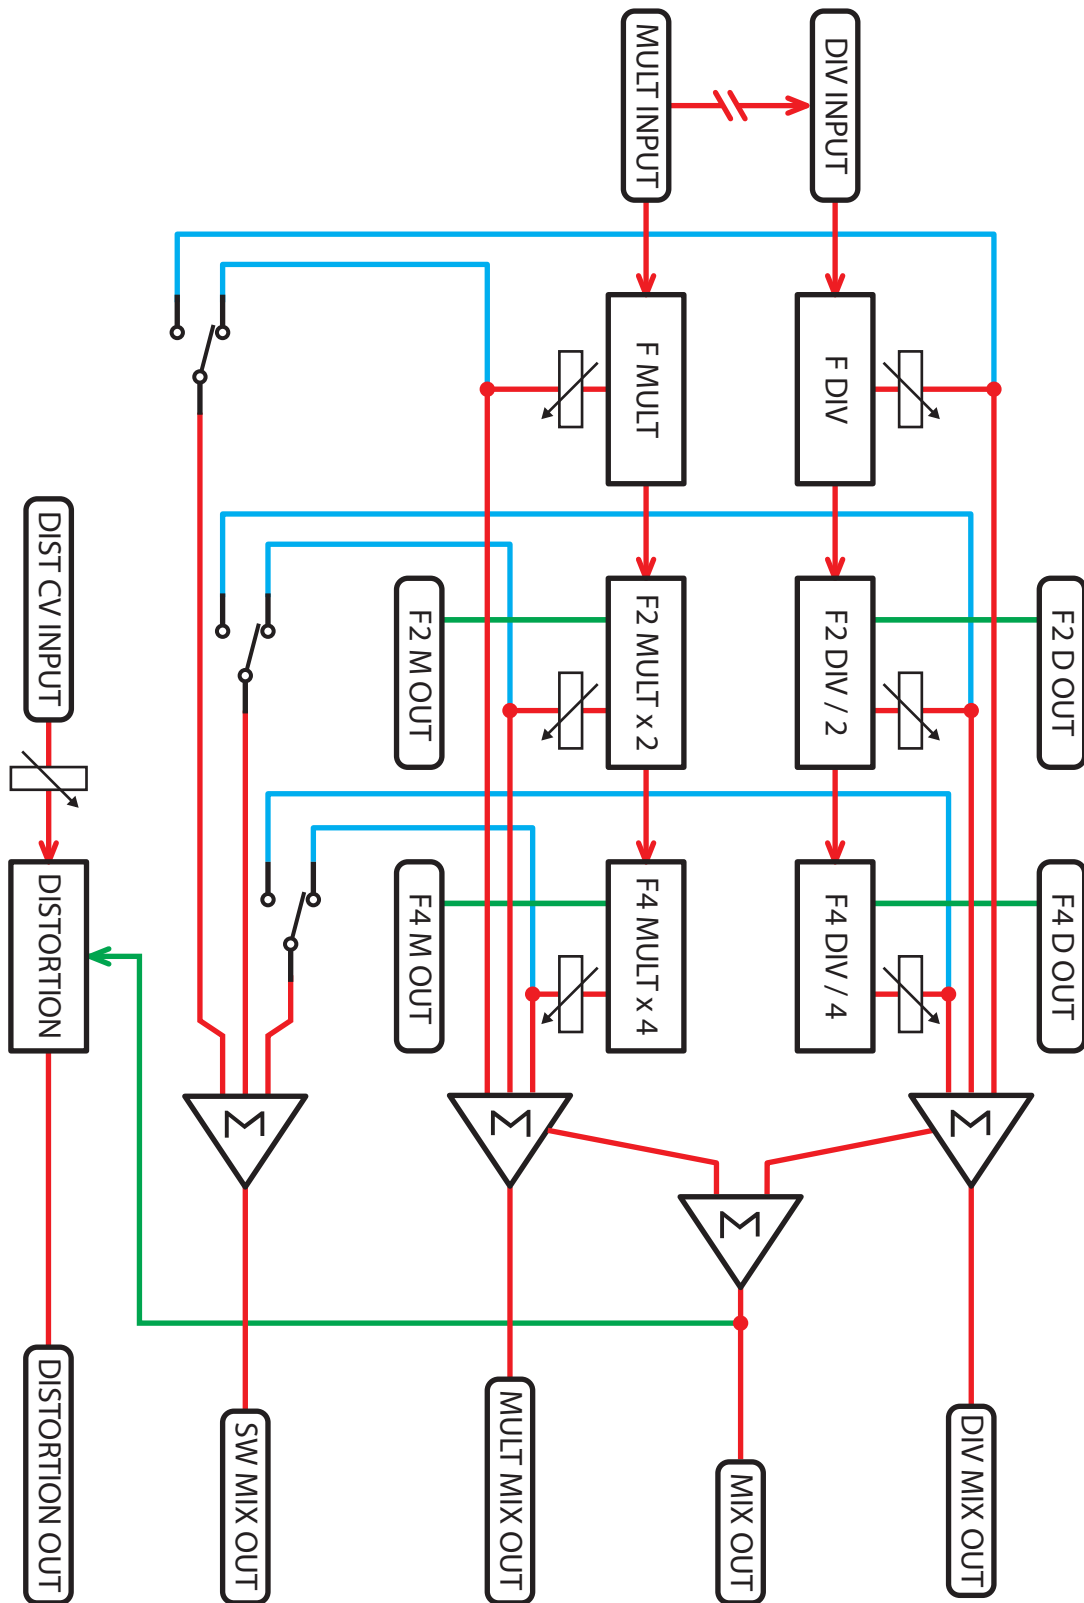 DIV INPUT
F DIV
F2 DIV / 2
F4 DIV / 4
F2 D OUT
F4 D OUT
Σ
DIV MIX OUT
MULT INPUT
F MULT
F2 MULT x 2
F4 MULT x 4
F2 M OUT
F4 M OUT
Σ
MIX OUT
Σ
MULT MIX OUT
Σ
SW MIX OUT
DIST CV INPUT
DISTORTION
DISTORTION OUT